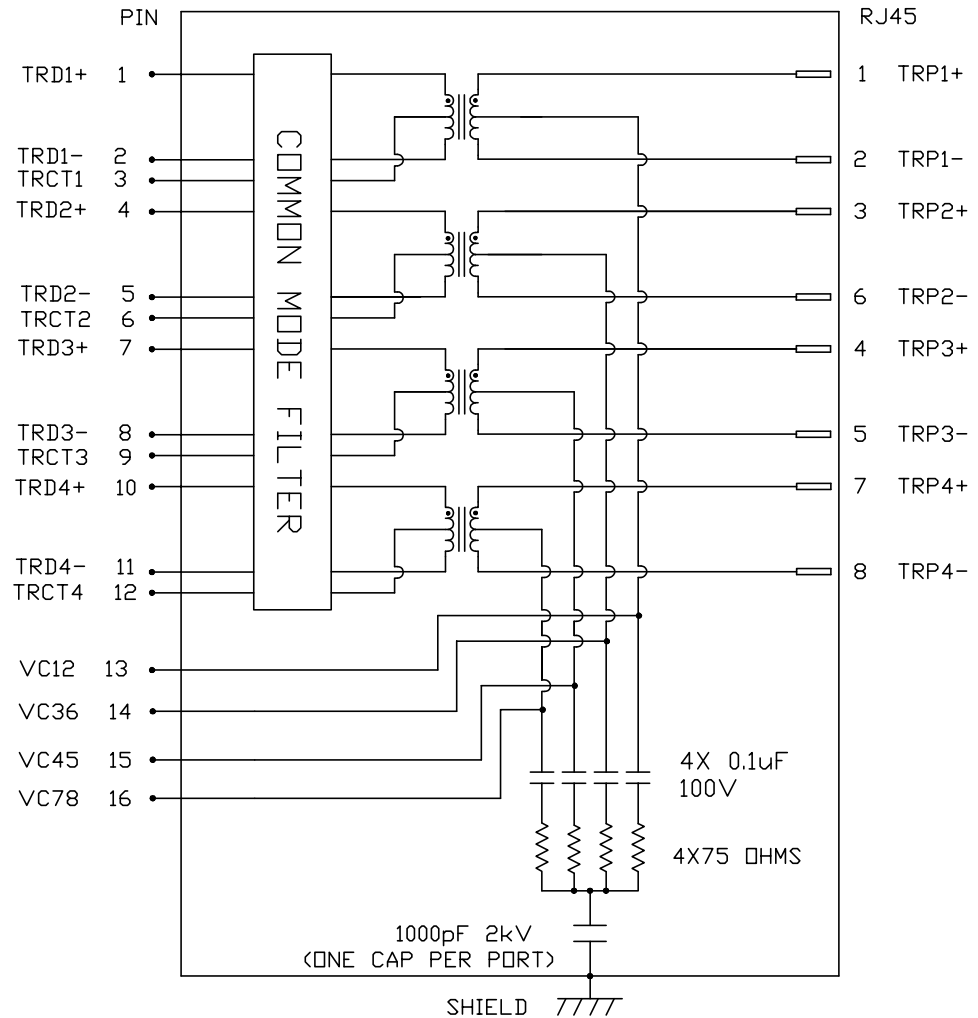 PIN RJ45
TRD1+ 1 1 TRP1+
TRD1- 2 2 TRP1-
TRCT1 3
TRD2+ 4 3 TRP2+
TRD2- 5 6 TRP2-
TRCT2 6
TRD3+ 7 4 TRP3+
TRD3- 8 5 TRP3-
TRCT3 9
TRD4+ 10 7 TRP4+
TRD4- 11 8 TRP4-
TRCT4 12
COMMON MODE FILTER
VC12 13
VC36 14
VC45 15
VC78 16
4X 0.1uF
100V
4X75 OHMS
1000pF 2kV
(ONE CAP PER PORT)
SHIELD